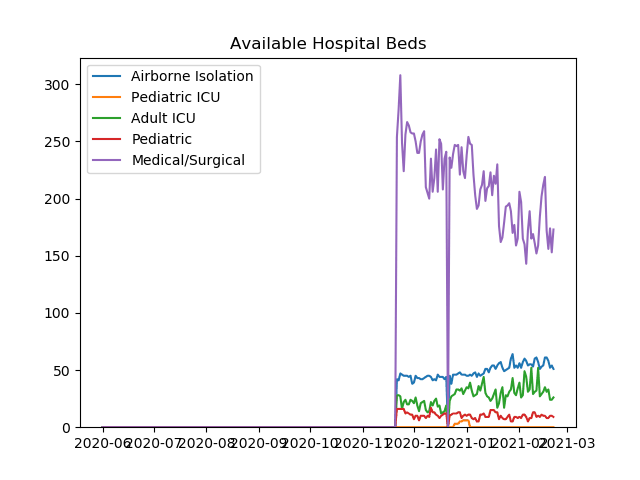 Available Hospital Beds
Airborne Isolation
Pediatric ICU
Adult ICU
Pediatric
Medical/Surgical
300
250
200
150
100
50
0
2020-06 2020-07 2020-08 2020-09 2020-10 2020-11 2020-12 2021-01 2021-02 2021-03